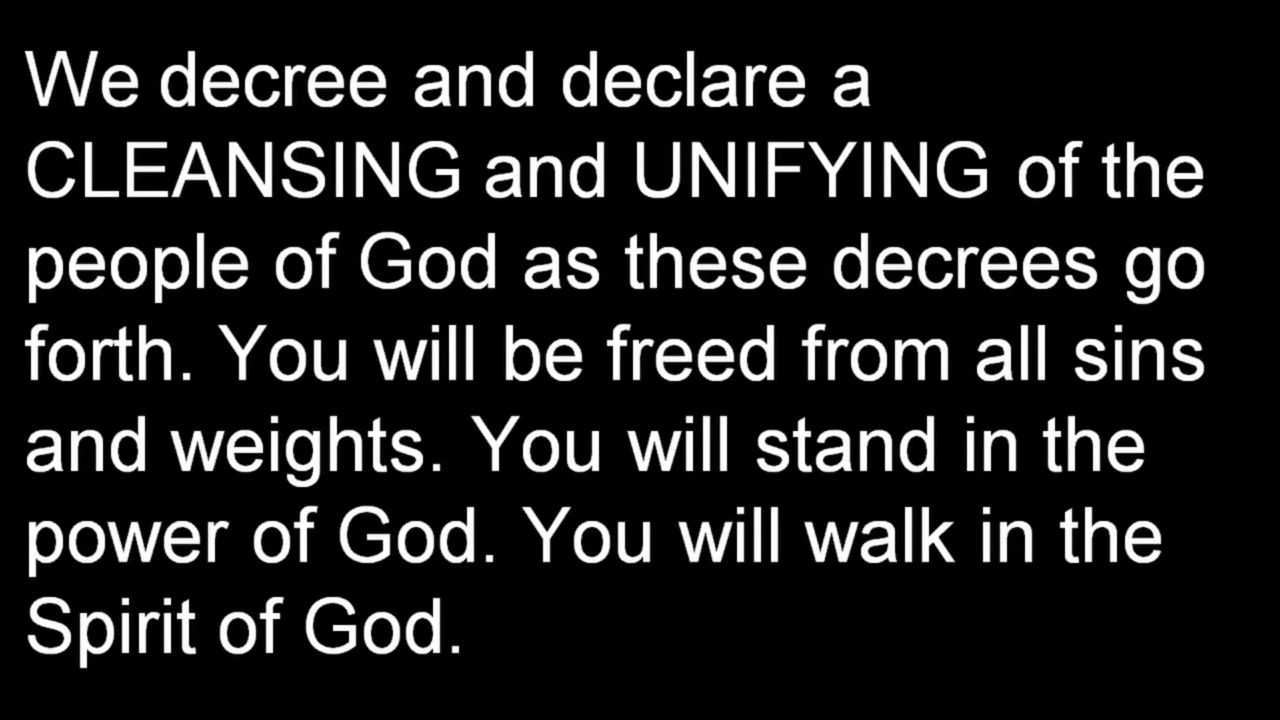 We decree and declare a
CLEANSING and UNIFYING of the
people of God as these decrees go
forth. You will be freed from all sins
and weights. You will stand in the
power of God. You will walk in the
Spirit of God.